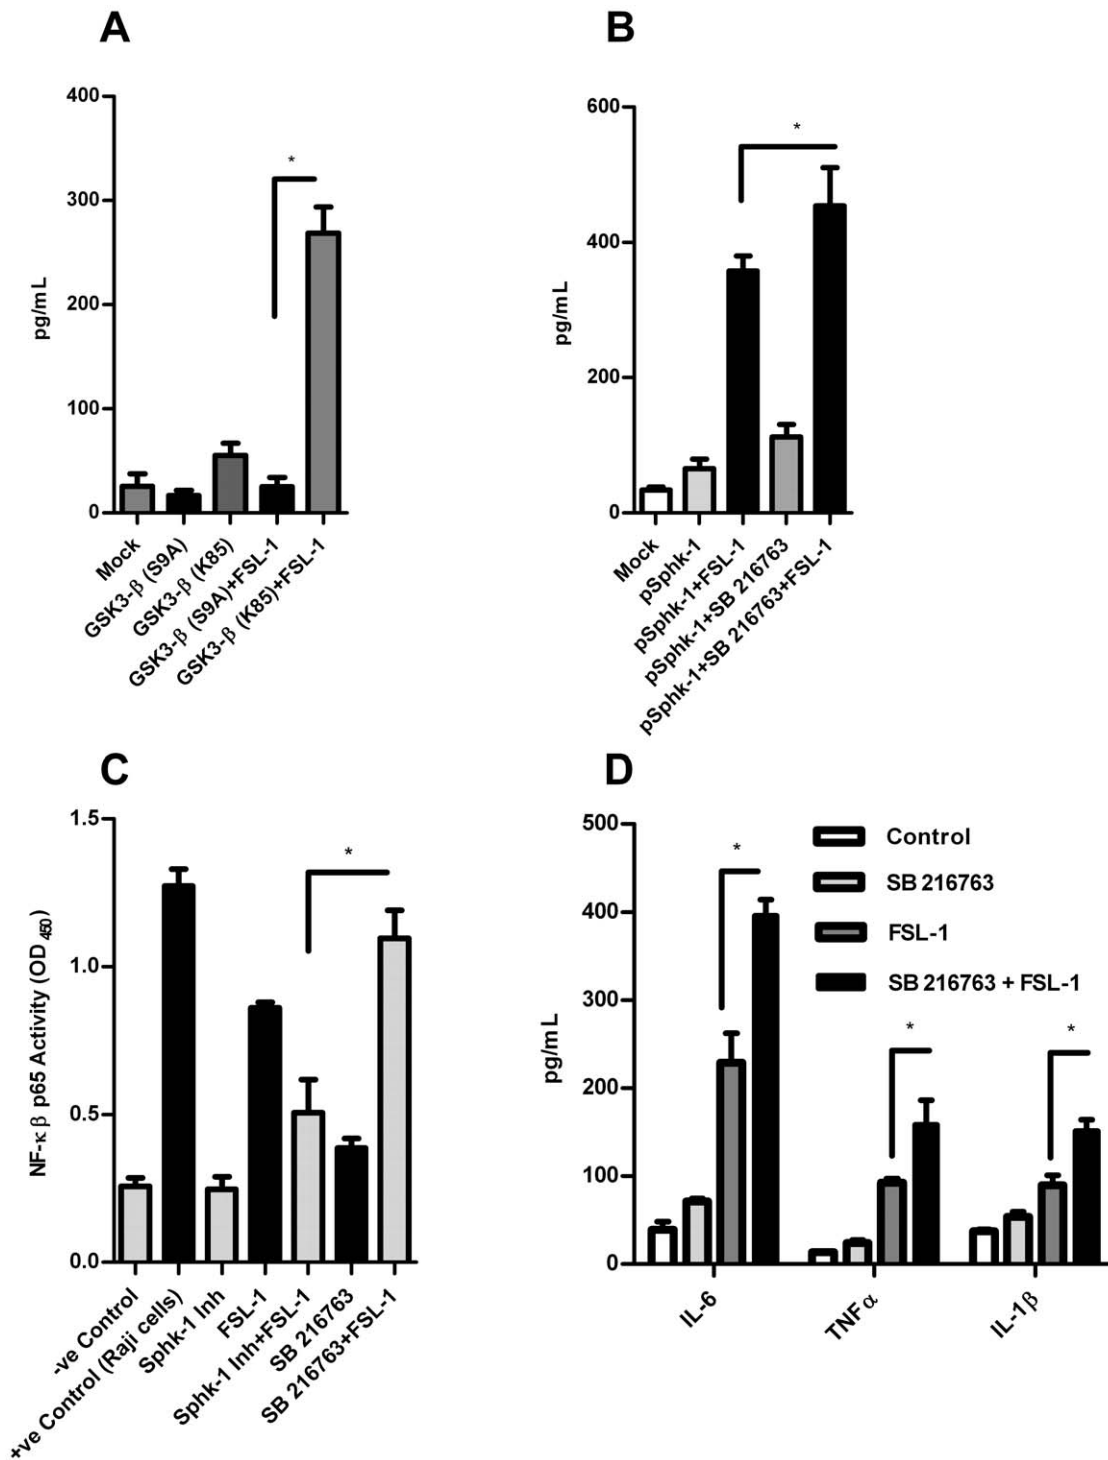 A
400
300
200
100
0
pg/mL
*
Mock
GSK3-β (S9A)
GSK3-β (K85)
GSK3-β (S9A)+FSL-1
GSK3-β (K85)+FSL-1
B
600
400
200
0
pg/mL
*
Mock
pSphk-1
pSphk-1+FSL-1
pSphk-1+SB 216763
pSphk-1+SB 216763+FSL-1
C
1.5
1.0
0.5
0.0
NF-κ β p65 Activity (OD 450)
*
-ve Control
+ve Control (Raji cells)
Sphk-1 Inh
FSL-1
Sphk-1 Inh+FSL-1
SB 216763
SB 216763+FSL-1
D
500
400
300
200
100
0
pg/mL
Control
SB 216763
FSL-1
SB 216763 + FSL-1
*
*
*
IL-6
TNFα
IL-1β